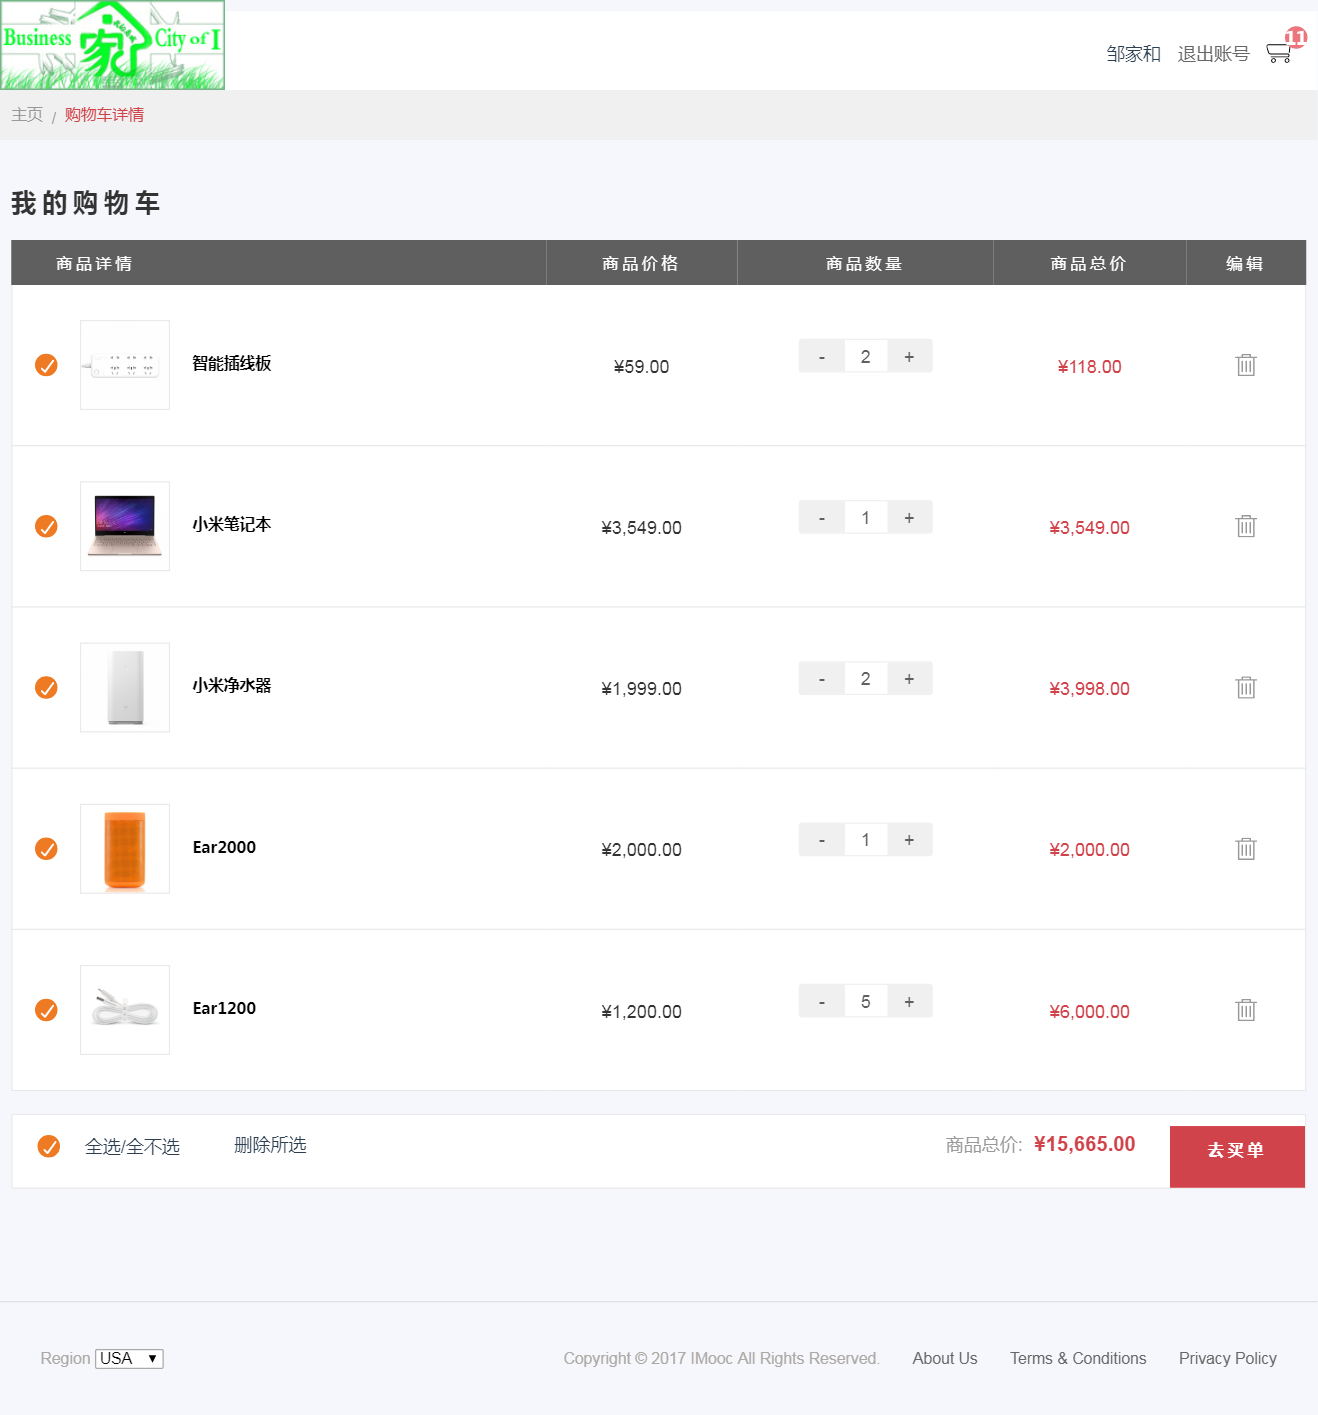 Business 家 City of I
邹家和 退出账号 11
主页 / 购物车详情
我的购物车
商品详情 商品价格 商品数量 商品总价 编辑
智能插线板 ¥59.00 - 2 + ¥118.00
小米笔记本 ¥3,549.00 - 1 + ¥3,549.00
小米净水器 ¥1,999.00 - 2 + ¥3,998.00
Ear2000 ¥2,000.00 - 1 + ¥2,000.00
Ear1200 ¥1,200.00 - 5 + ¥6,000.00
全选/全不选 删除所选 商品总价: ¥15,665.00 去买单
Region USA Copyright © 2017 IMooc All Rights Reserved. About Us Terms & Conditions Privacy Policy